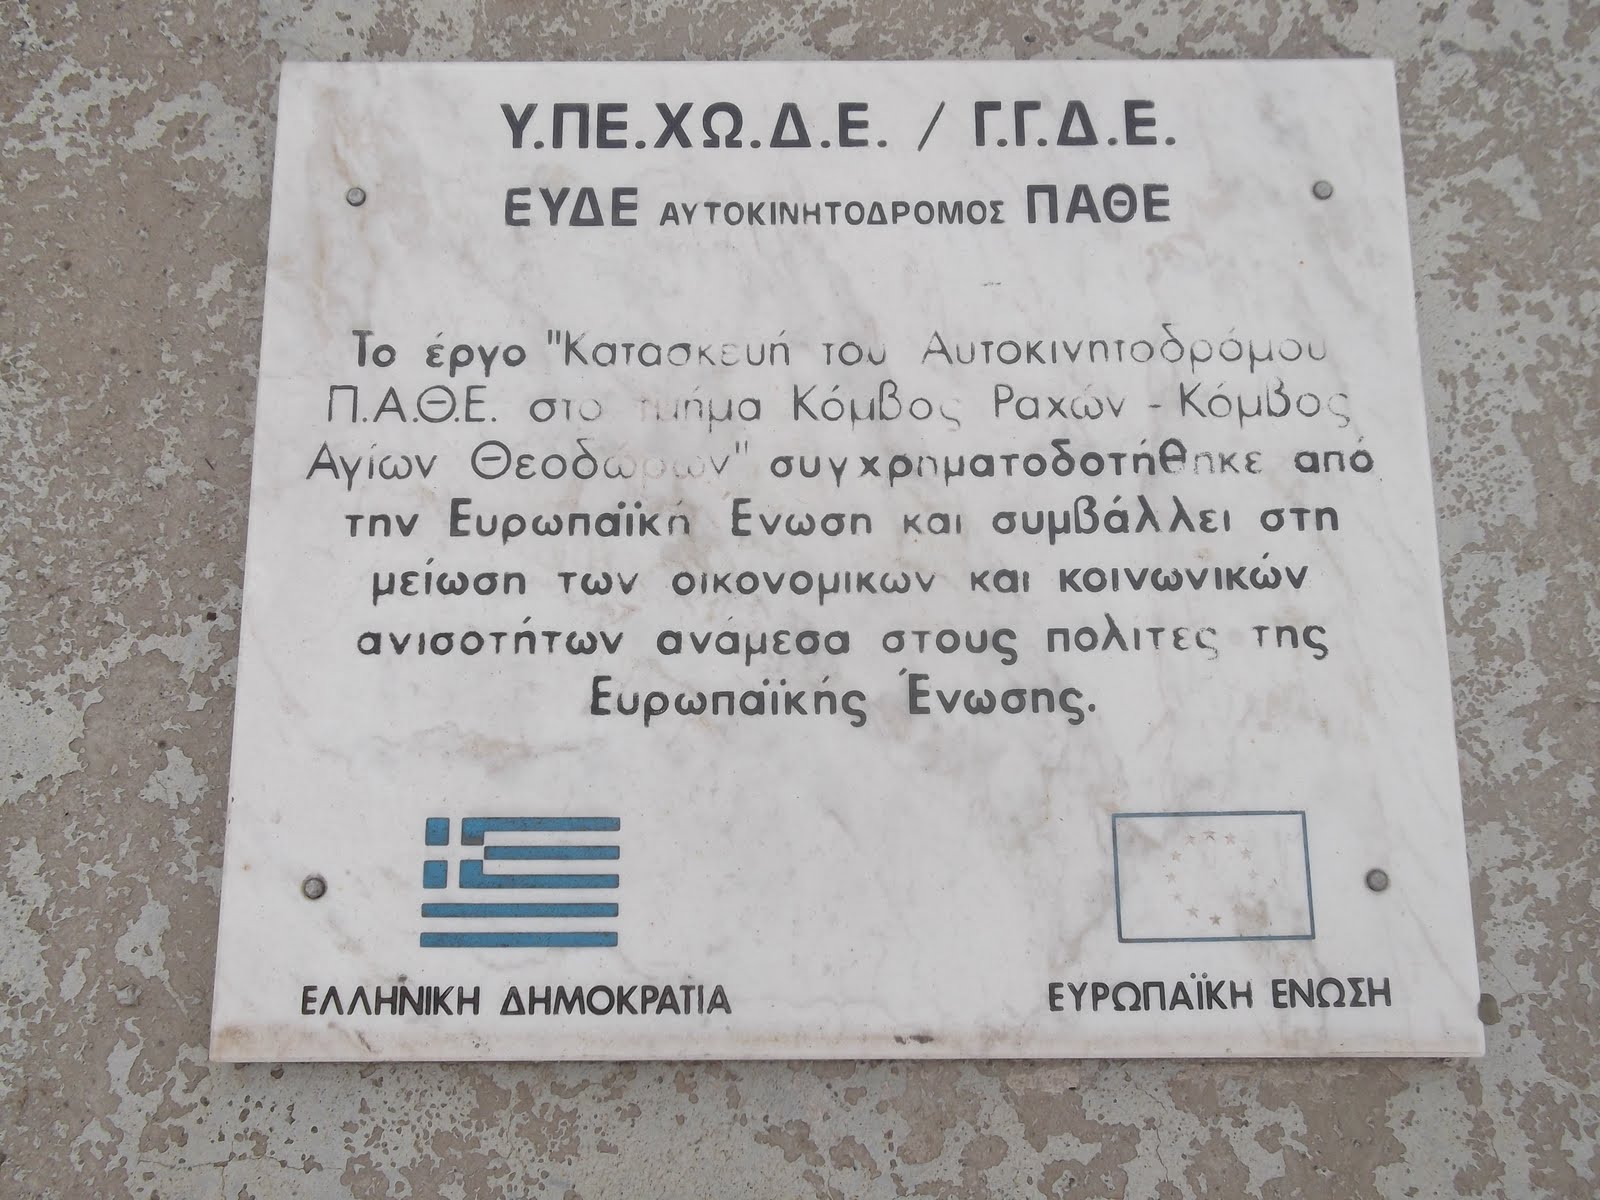 Υ.ΠΕ.ΧΩ.Δ.Ε. / Γ.Γ.Δ.Ε.
ΕΥΔΕ ΑΥΤΟΚΙΝΗΤΟΔΡΟΜΟΣ ΠΑΘΕ
Το έργο "Κατασκευή του Αυτοκινητοδρόμου
Π.Α.Θ.Ε. στο τμήμα Κόμβος Ραχών - Κόμβος
Αγίων Θεοδώρων" συγχρηματοδοτήθηκε από
την Ευρωπαϊκή Ένωση και συμβάλλει στη
μείωση των οικονομικων και κοινωνικών
ανισοτήτων ανάμεσα στους πολίτες της
Ευρωπαϊκής Ένωσης.
ΕΛΛΗΝΙΚΗ ΔΗΜΟΚΡΑΤΙΑ
ΕΥΡΩΠΑΪΚΗ ΕΝΩΣΗ